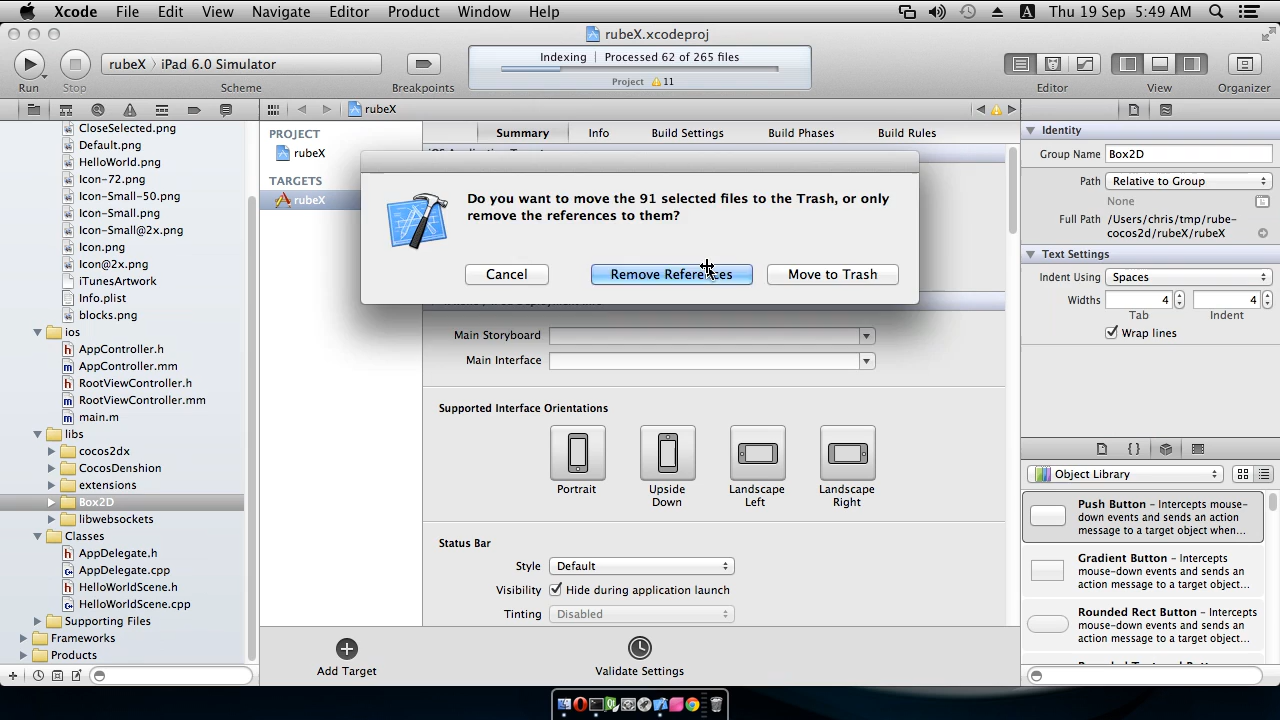 Xcode File Edit View Navigate Editor Product Window Help
A Thu 19 Sep 5:49 AM
rubeX.xcodeproj
Run Stop
rubeX > iPad 6.0 Simulator
Scheme
Breakpoints
Indexing | Processed 62 of 265 files
Project 11
Editor View Organizer
rubeX
CloseSelected.png
Default.png
HelloWorld.png
Icon-72.png
Icon-Small-50.png
Icon-Small.png
Icon-Small@2x.png
Icon.png
Icon@2x.png
iTunesArtwork
Info.plist
blocks.png
ios
AppController.h
AppController.mm
RootViewController.h
RootViewController.mm
main.m
libs
cocos2dx
CocosDenshion
extensions
Box2D
libwebsockets
Classes
AppDelegate.h
AppDelegate.cpp
HelloWorldScene.h
HelloWorldScene.cpp
Supporting Files
Frameworks
Products
PROJECT
rubeX
TARGETS
rubeX
Summary Info Build Settings Build Phases Build Rules
Do you want to move the 91 selected files to the Trash, or only
remove the references to them?
Cancel Remove References Move to Trash
Main Storyboard
Main Interface
Supported Interface Orientations
Portrait
Upside
Down
Landscape
Left
Landscape
Right
Status Bar
Style Default
Visibility Hide during application launch
Tinting Disabled
Add Target
Validate Settings
Identity
Group Name Box2D
Path Relative to Group
None
Full Path /Users/chris/tmp/rube-
cocos2d/rubeX/rubeX
Text Settings
Indent Using Spaces
Widths 4 4
Tab Indent
Wrap lines
Object Library
Push Button - Intercepts mouse-
down events and sends an action
message to a target object when...
Gradient Button - Intercepts
mouse-down events and sends an
action message to a target object...
Rounded Rect Button - Intercepts
mouse-down events and sends an
action message to a target object...